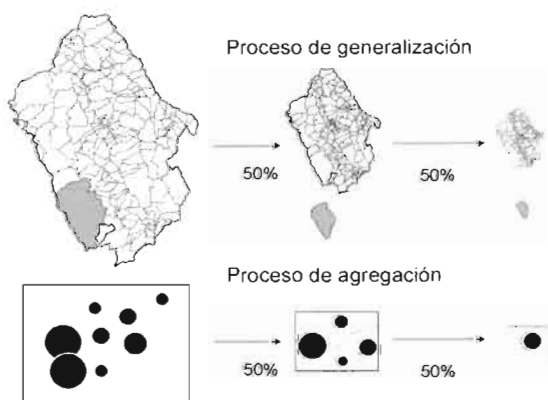 Proceso de generalización
50%
50%
Proceso de agregación
50%
50%